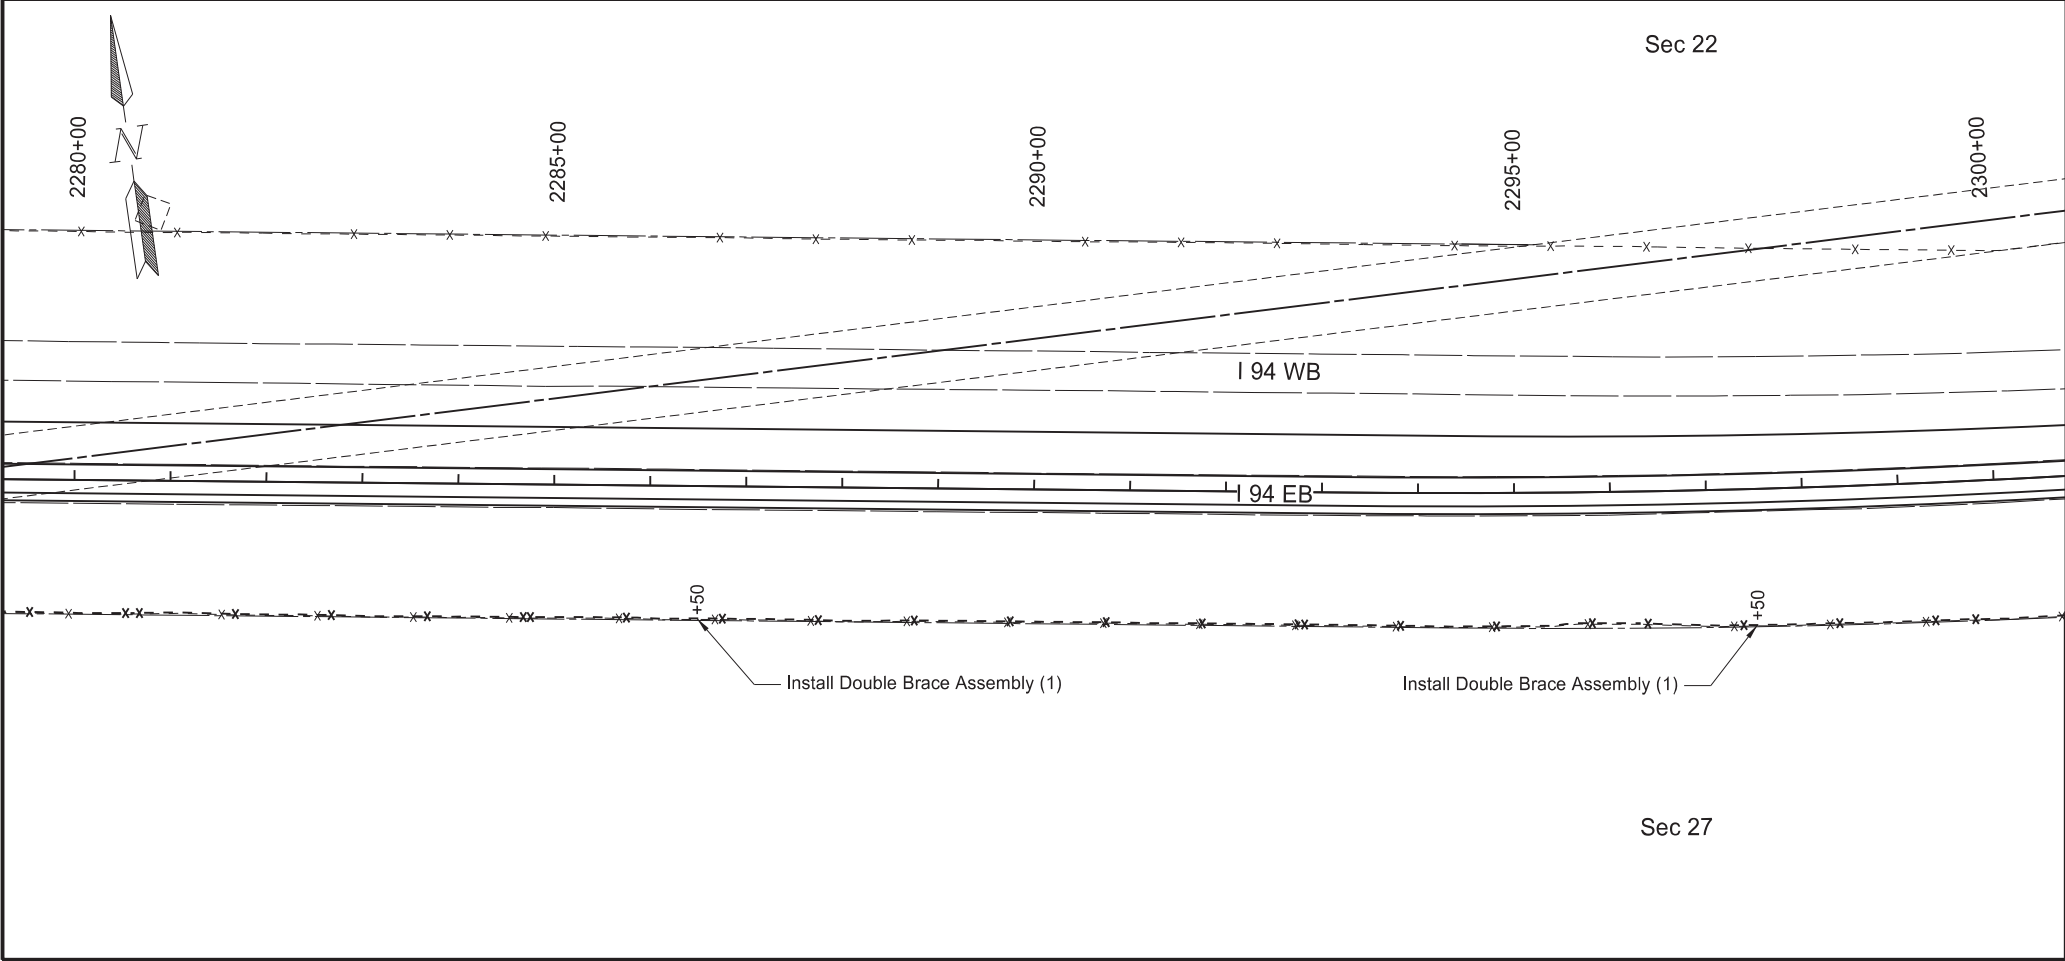 Sec 22
N
2280+00
2285+00
2290+00
2295+00
2300+00
I 94 WB
I 94 EB
+50
+50
Install Double Brace Assembly (1)
Install Double Brace Assembly (1)
Sec 27